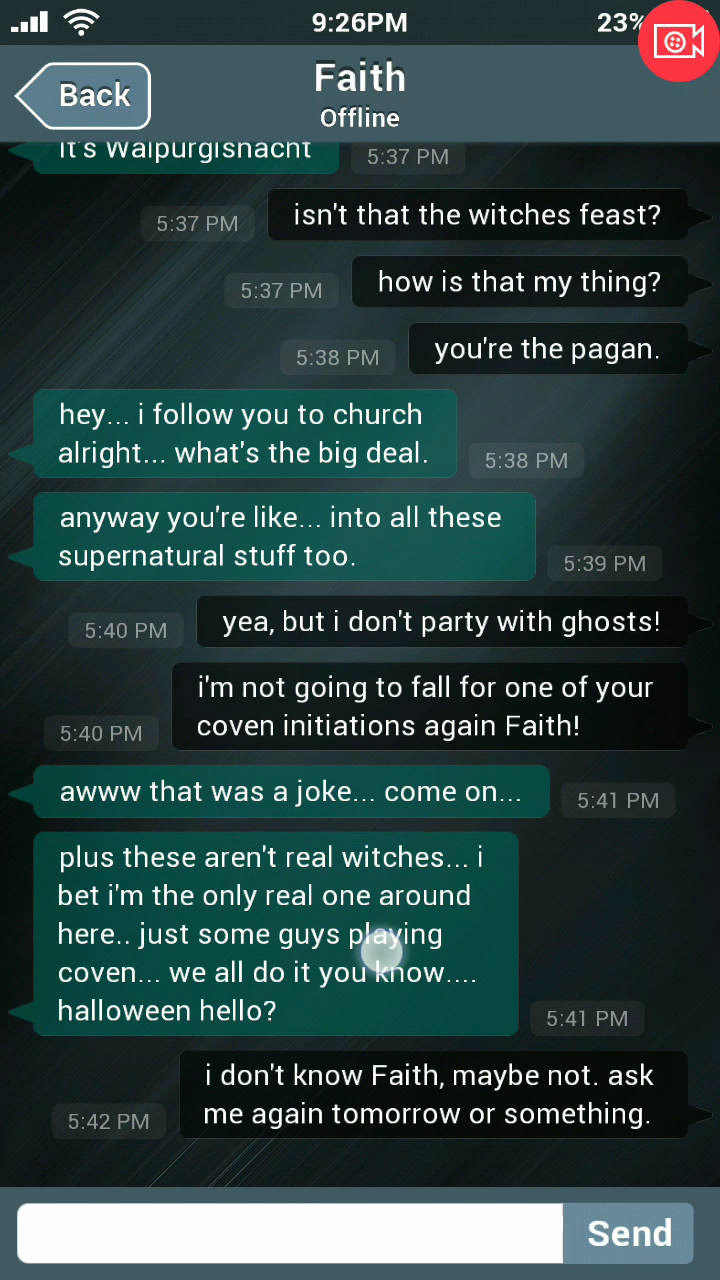 9:26PM
23%
Back
Faith
Offline
It's Walpurgisnacht
5:37 PM
isn't that the witches feast?
5:37 PM
how is that my thing?
5:37 PM
you're the pagan.
5:38 PM
hey... i follow you to church
alright... what's the big deal.
5:38 PM
anyway you're like... into all these
supernatural stuff too.
5:39 PM
yea, but i don't party with ghosts!
5:40 PM
i'm not going to fall for one of your
coven initiations again Faith!
5:40 PM
awww that was a joke... come on...
5:41 PM
plus these aren't real witches... i
bet i'm the only real one around
here.. just some guys playing
coven... we all do it you know....
halloween hello?
5:41 PM
i don't know Faith, maybe not. ask
me again tomorrow or something.
5:42 PM
Send